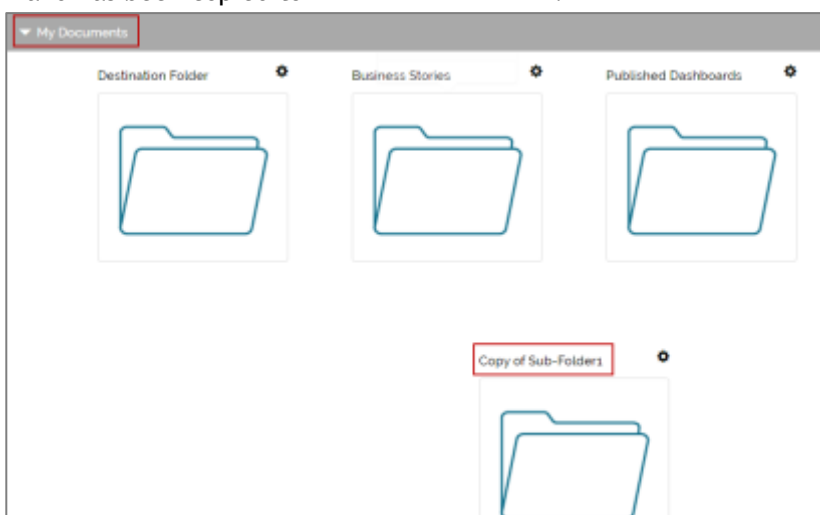 My Documents
Destination Folder
Business Stories
Published Dashboards
Copy of Sub-Folder1